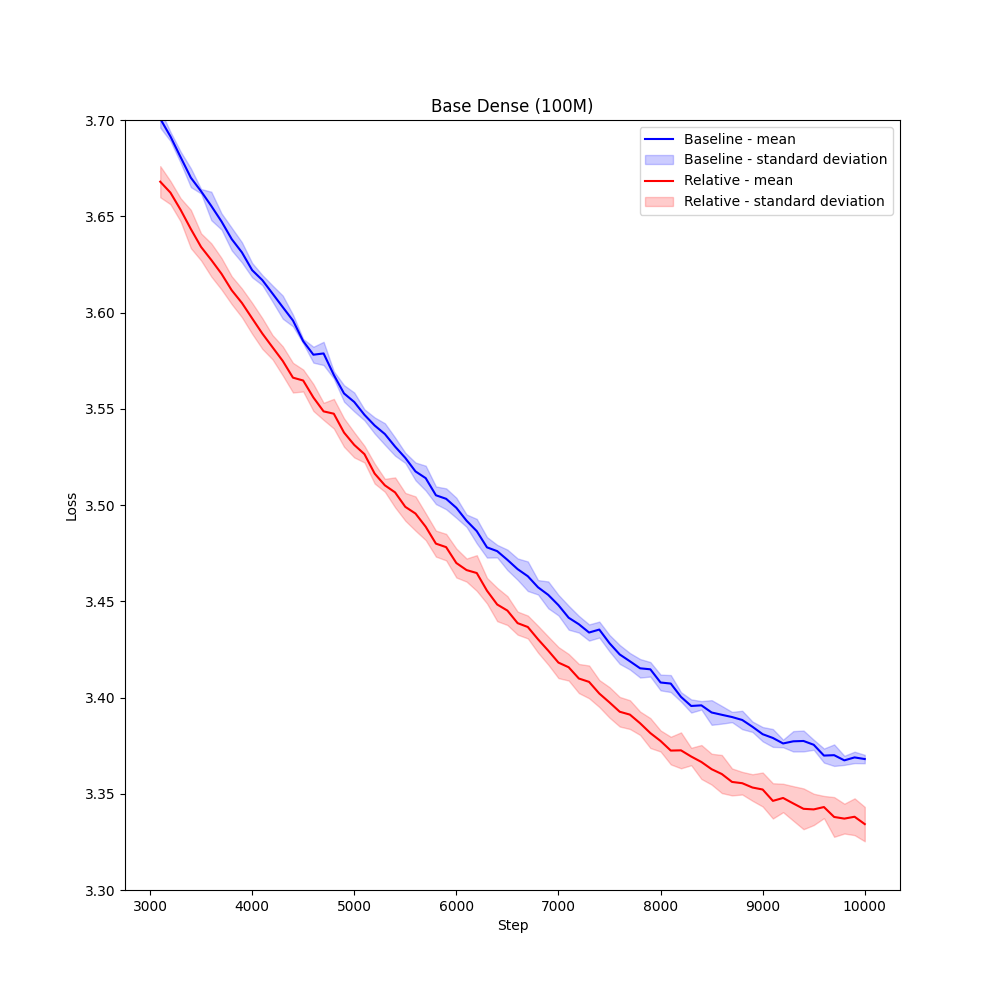 Base Dense (100M)
3.70
3.65
3.60
3.55
3.50
3.45
3.40
3.35
3.30
Loss
Baseline - mean
Baseline - standard deviation
Relative - mean
Relative - standard deviation
3000 4000 5000 6000 7000 8000 9000 10000
Step